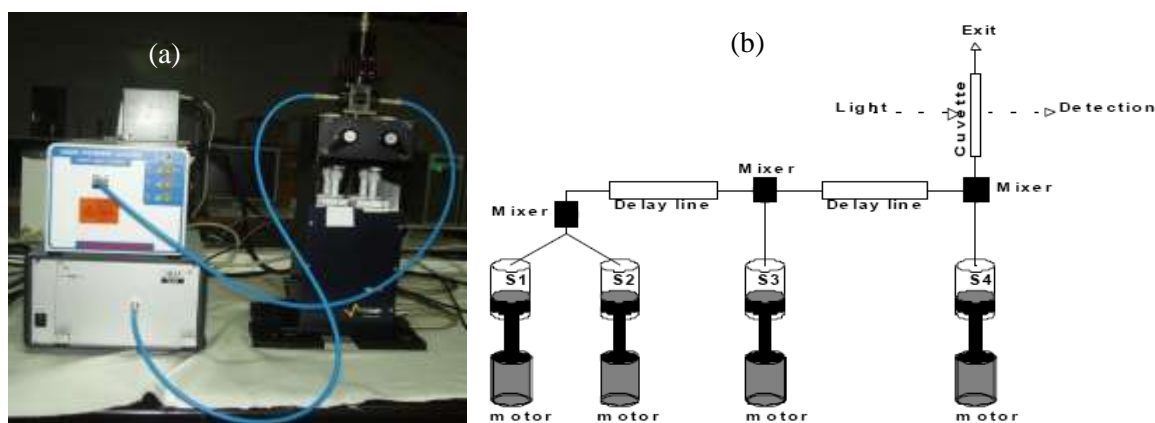 (a)
(b)
Exit
Light
Cuvette
Detection
Mixer
Mixer
Mixer
Delay line
Delay line
S1
S2
S3
S4
motor
motor
motor
motor